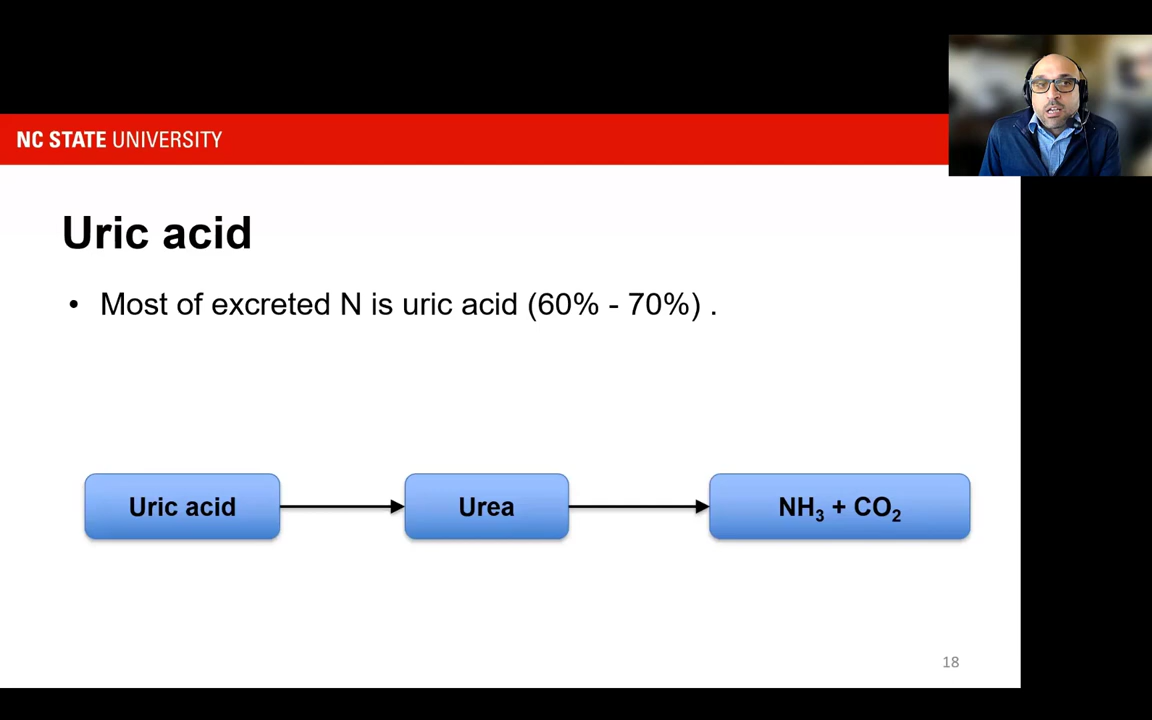 NC STATE UNIVERSITY
Uric acid
• Most of excreted N is uric acid (60% - 70%) .
Uric acid
Urea
NH₃ + CO₂
18